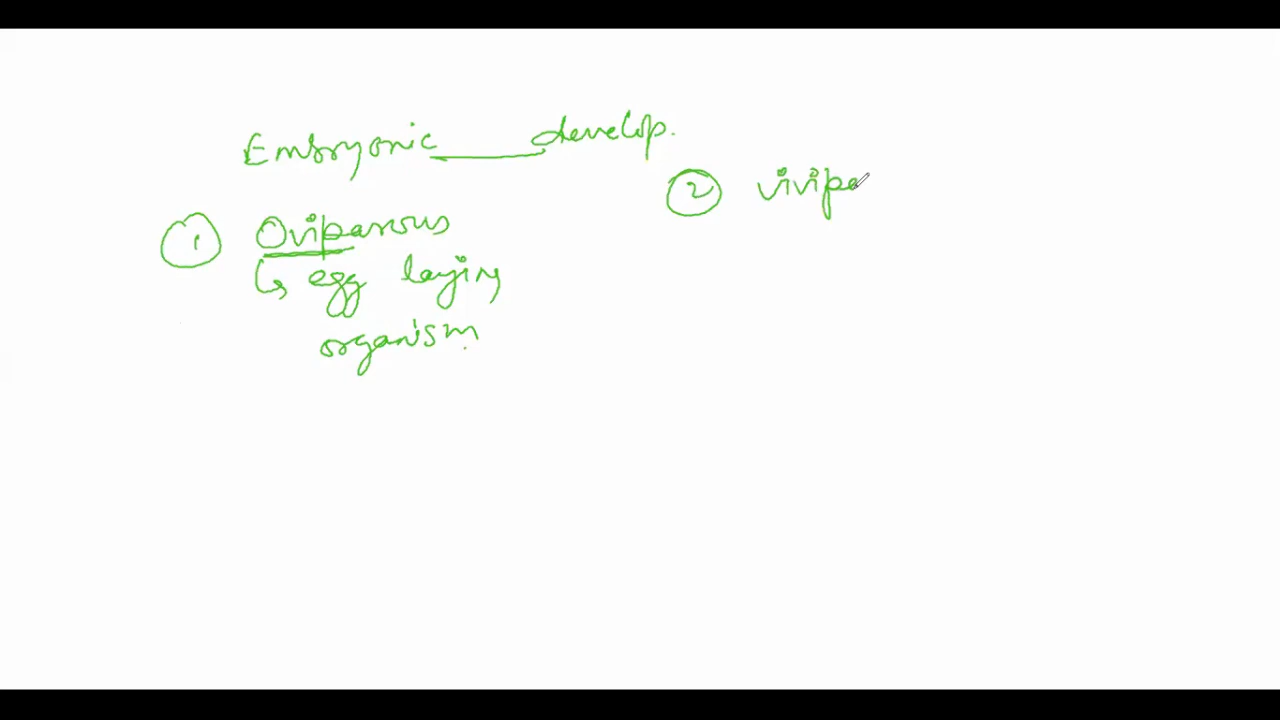 Embryonic develop.
① Oviparous
↳ egg laying
organism
② vivipa